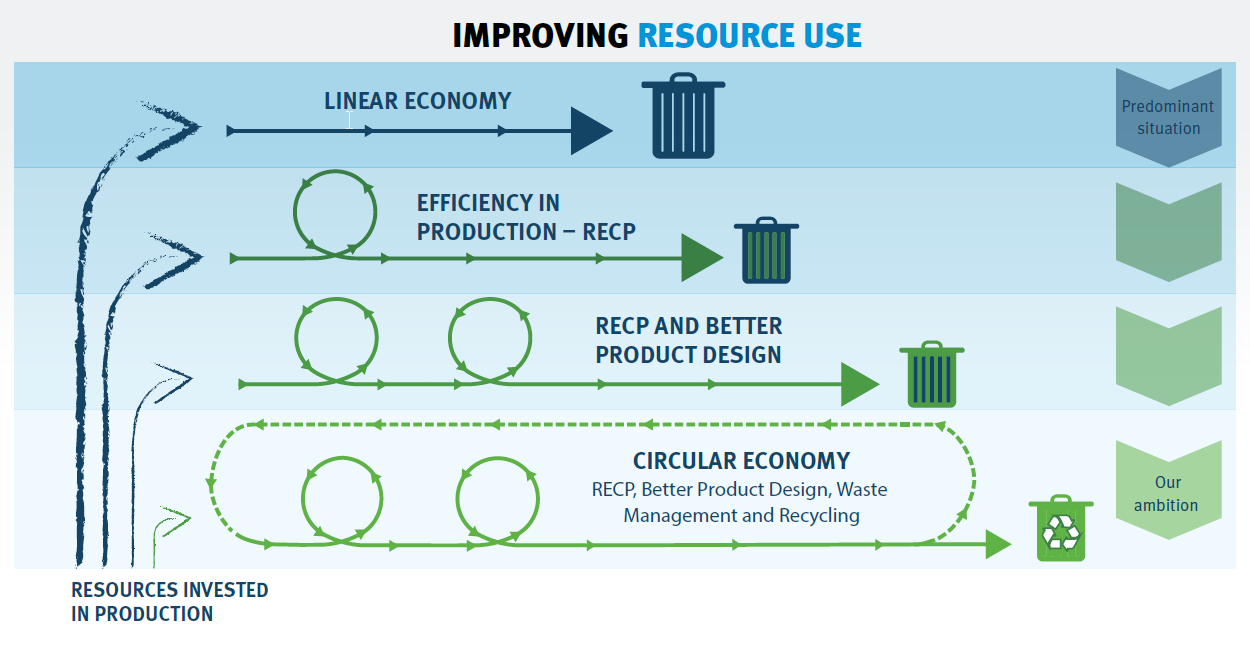 IMPROVING RESOURCE USE
LINEAR ECONOMY
Predominant
situation
EFFICIENCY IN
PRODUCTION – RECP
RECP AND BETTER
PRODUCT DESIGN
CIRCULAR ECONOMY
RECP, Better Product Design, Waste
Management and Recycling
Our
ambition
RESOURCES INVESTED
IN PRODUCTION